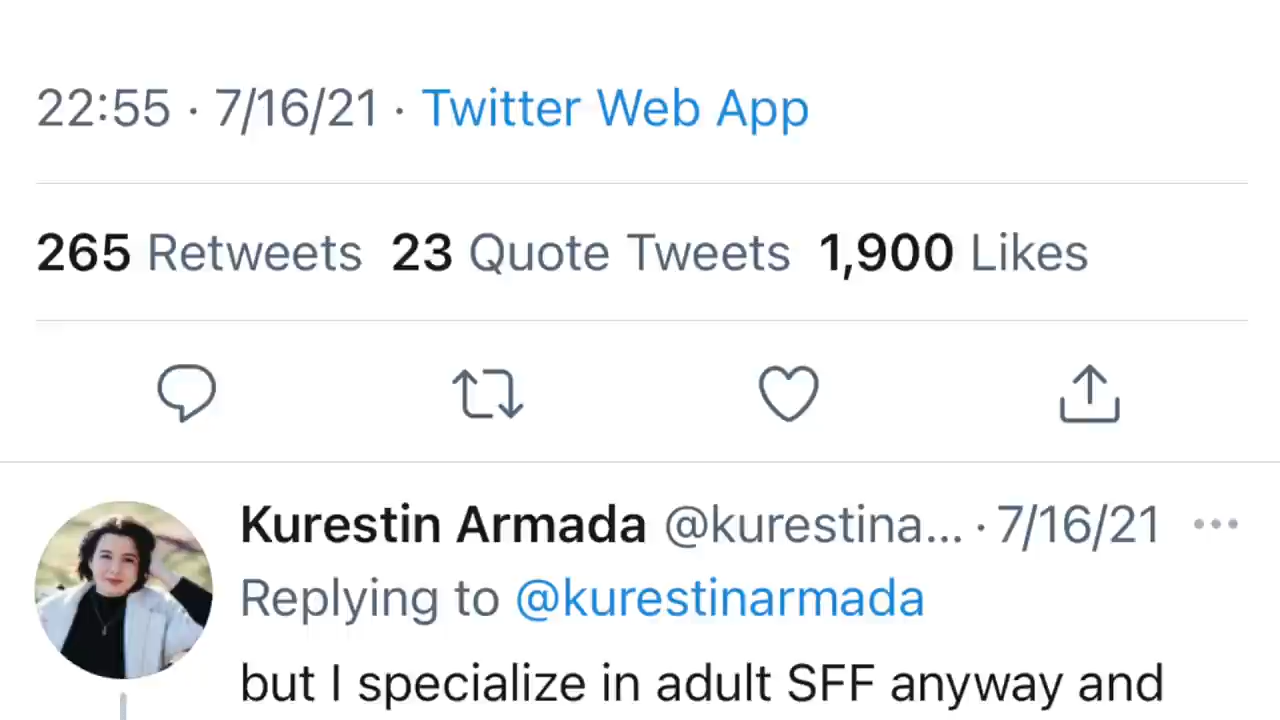 22:55 · 7/16/21 · Twitter Web App
265 Retweets 23 Quote Tweets 1,900 Likes
Kurestin Armada @kurestina... · 7/16/21
Replying to @kurestinarmada
but I specialize in adult SFF anyway and